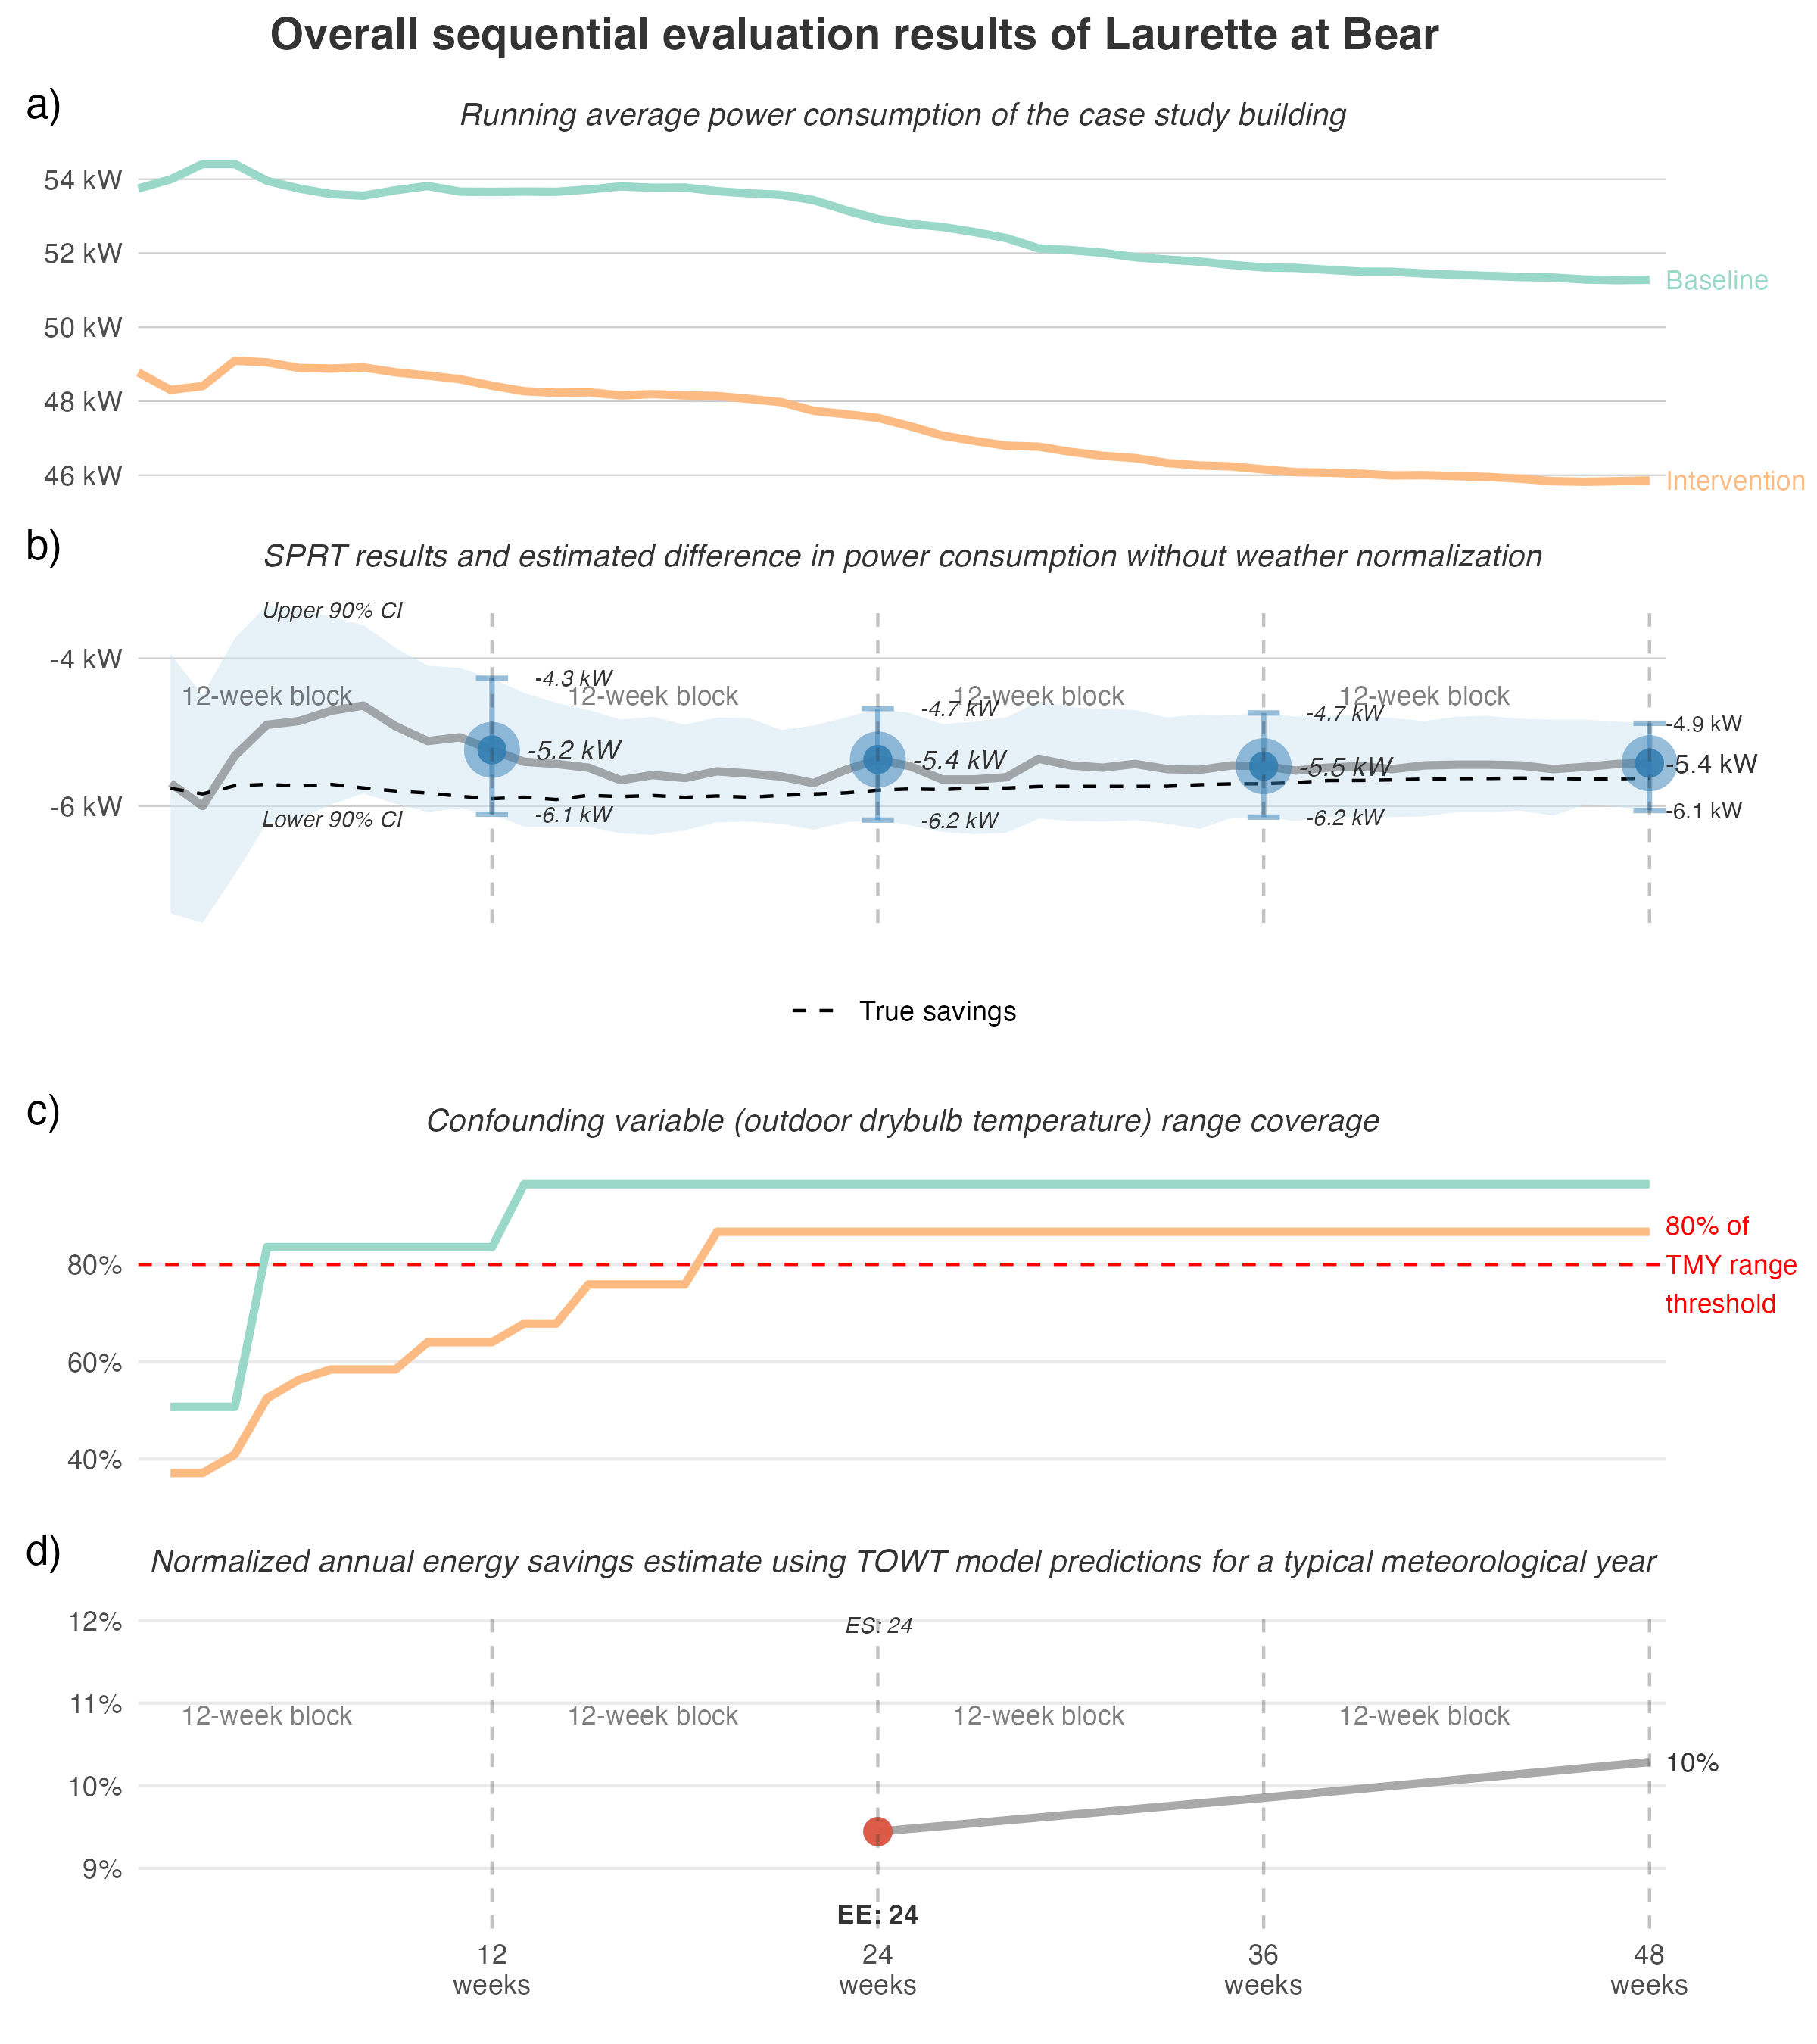 Overall sequential evaluation results of Laurette at Bear
a)
Running average power consumption of the case study building
54 kW
52 kW
50 kW
48 kW
46 kW
Baseline
Intervention
b)
SPRT results and estimated difference in power consumption without weather normalization
Upper 90% CI
-4 kW
-4.3 kW
-4.7 kW
-4.7 kW
-4.9 kW
12-week block
12-week block
12-week block
12-week block
-5.2 kW
-5.4 kW
-5.5 kW
-5.4 kW
-6 kW
Lower 90% CI
-6.1 kW
-6.2 kW
-6.2 kW
-6.1 kW
True savings
c)
Confounding variable (outdoor drybulb temperature) range coverage
80%
60%
40%
80% of
TMY range
threshold
d)
Normalized annual energy savings estimate using TOWT model predictions for a typical meteorological year
12%
11%
10%
9%
ES: 24
12-week block
12-week block
12-week block
12-week block
10%
EE: 24
12
weeks
24
weeks
36
weeks
48
weeks